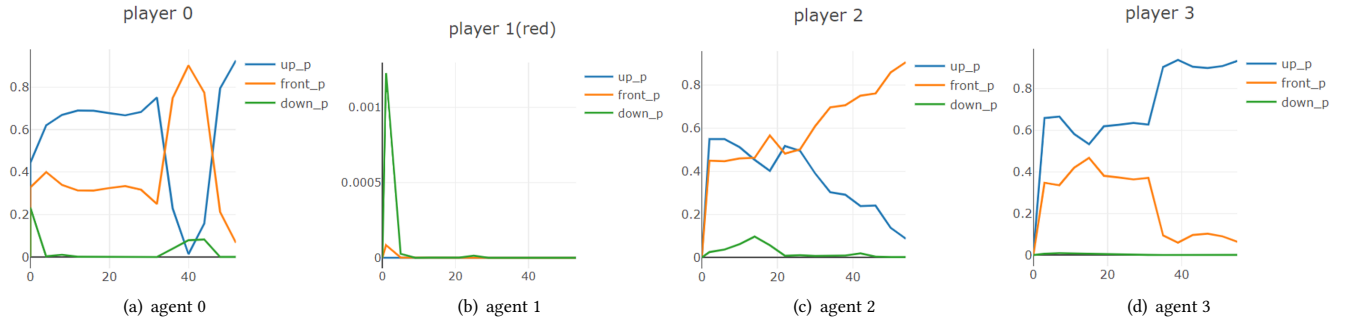 player 0
0.8
0.6
0.4
0.2
0
0
20
40
up_p
front_p
down_p
(a) agent 0
player 1(red)
0.001
0.0005
0
0
20
40
up_p
front_p
down_p
(b) agent 1
player 2
0.8
0.6
0.4
0.2
0
0
20
40
up_p
front_p
down_p
(c) agent 2
player 3
0.8
0.6
0.4
0.2
0
0
20
40
up_p
front_p
down_p
(d) agent 3